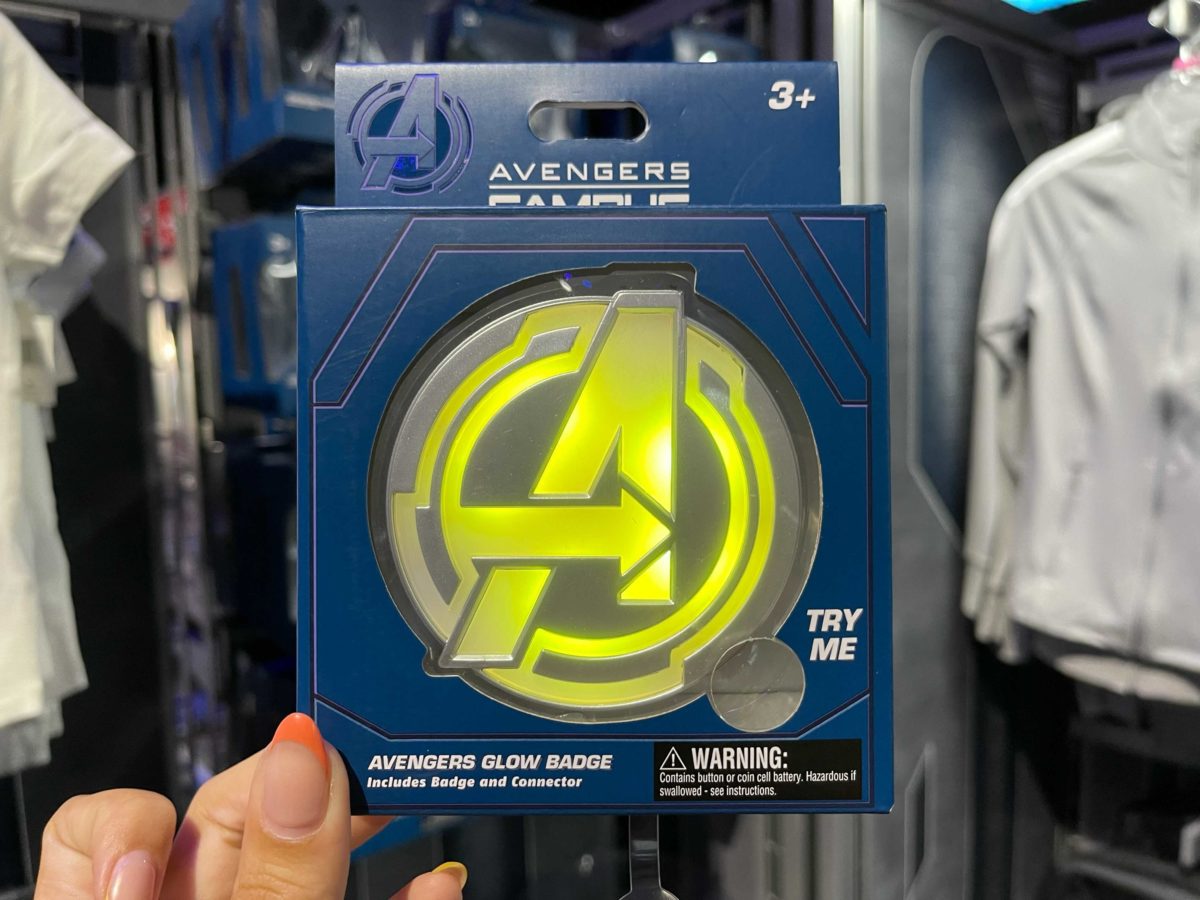 3+
AVENGERS
CAMPUS
TRY
ME
AVENGERS GLOW BADGE
Includes Badge and Connector
WARNING:
Contains button or coin cell battery. Hazardous if
swallowed - see instructions.